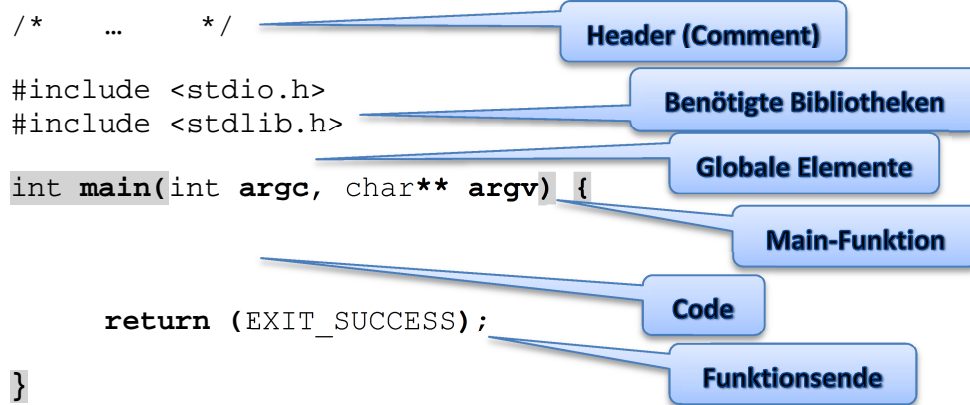 /* … */
Header (Comment)
#include <stdio.h>
#include <stdlib.h>
Benötigte Bibliotheken
Globale Elemente
int main(int argc, char** argv) {
Main-Funktion
Code
return (EXIT_SUCCESS);
Funktionsende
}